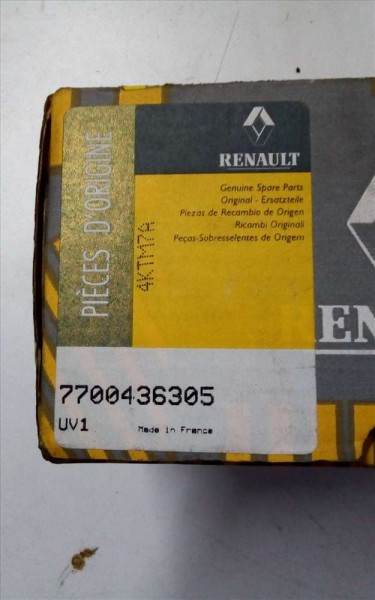 PIÈCES D'ORIGINE
4KTM7A
RENAULT
Genuine Spare Parts
Original - Ersatzteile
Piezas de Recambio de Origen
Ricambi Originali
Peças-Sobresselentes de Origem
7700436305
UV1
Made in France
EN